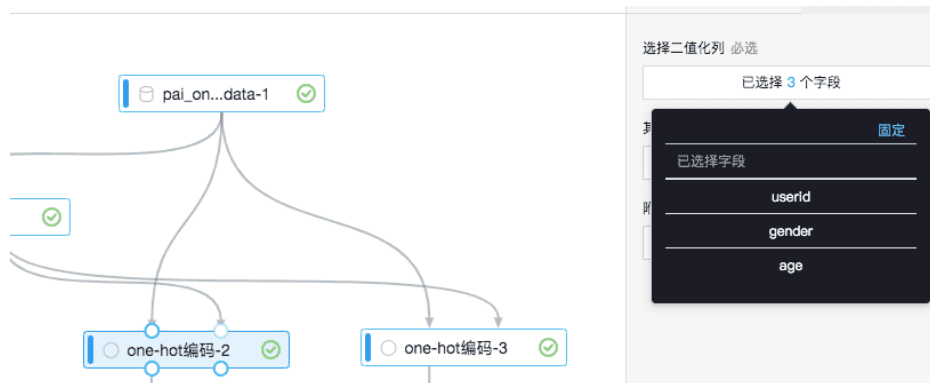 选择二值化列 必选
已选择 3 个字段
pai_on...data-1
固定
已选择字段
userid
gender
age
one-hot编码-2
one-hot编码-3